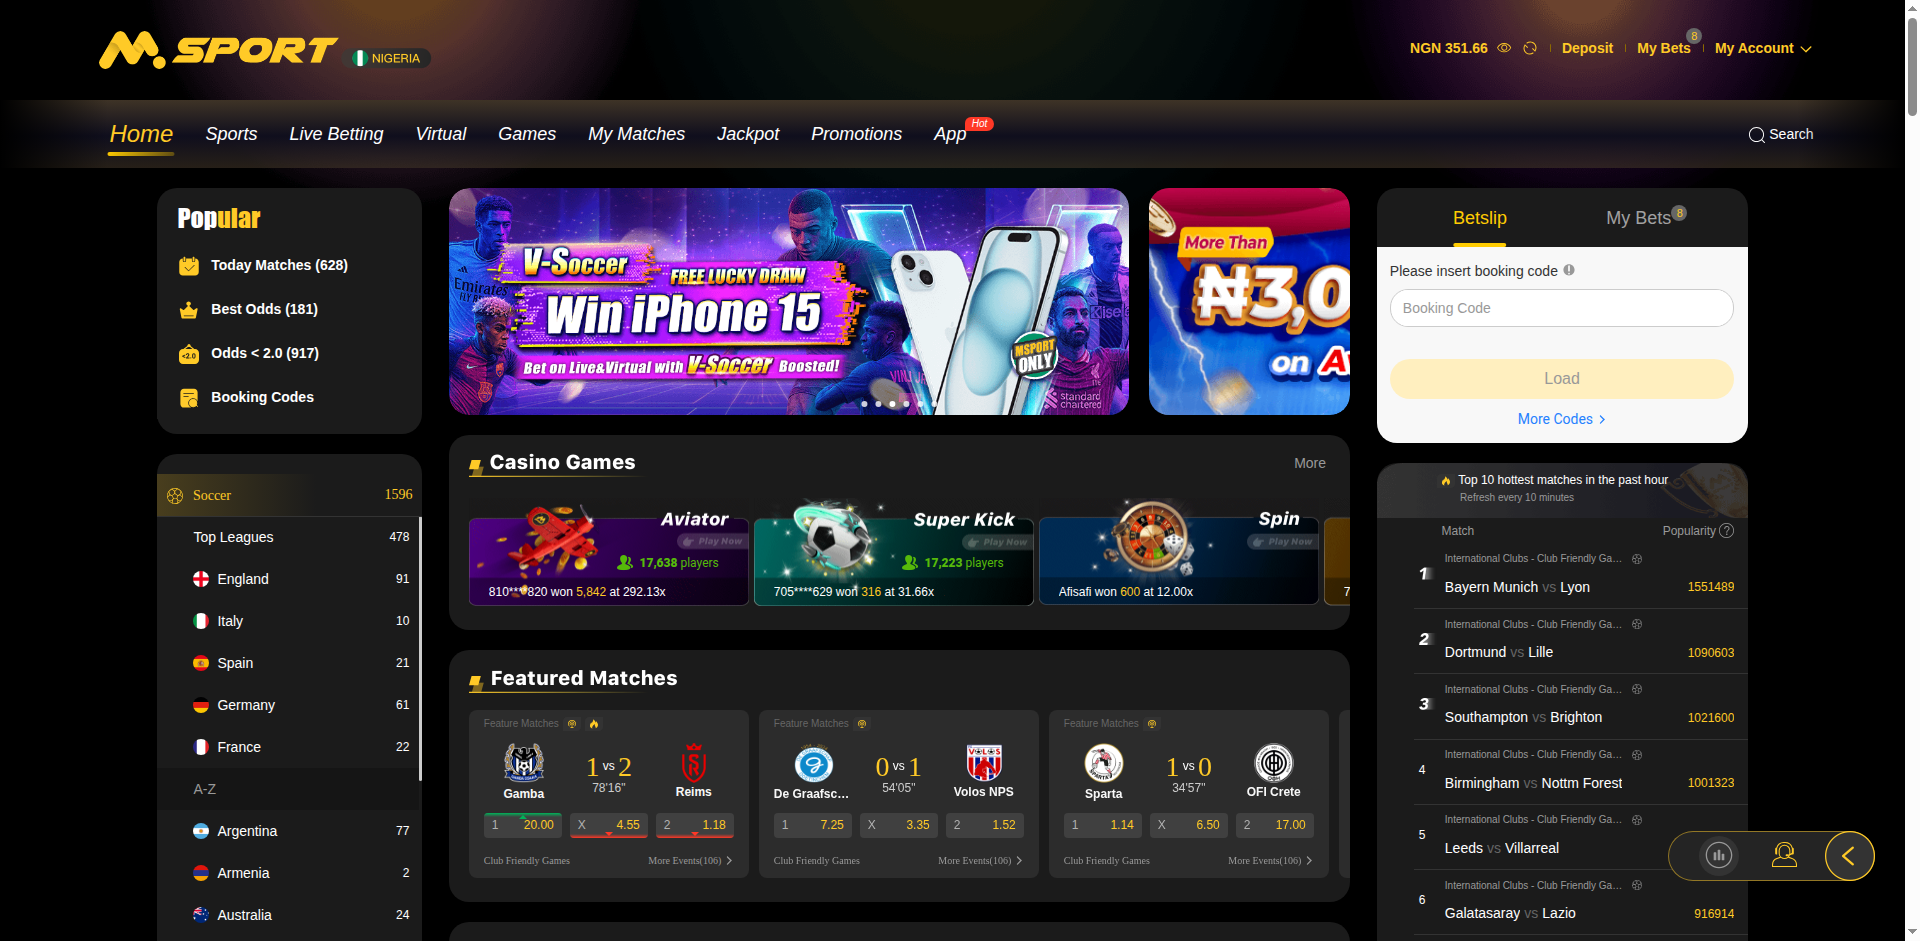 M.SPORT
NIGERIA
NGN 351.66
Deposit
My Bets
8
My Account
Home
Sports
Live Betting
Virtual
Games
My Matches
Jackpot
Promotions
App
Hot
Search
Popular
Today Matches (628)
Best Odds (181)
<2.0
Odds < 2.0 (917)
Booking Codes
Soccer
1596
Top Leagues
478
England
91
Italy
10
Spain
21
Germany
61
France
22
A-Z
Argentina
77
Armenia
2
Australia
24
V-Soccer
FREE LUCKY DRAW
Win iPhone 15
Bet on Live&Virtual with V-Soccer Boosted!
MSPORT
ONLY
Emirates
Standard
chartered
More Than
₦3,0
on A
Casino Games
More
Aviator
Play Now
17,638 players
810****820 won 5,842 at 292.13x
Super Kick
Play Now
17,223 players
705****629 won 316 at 31.66x
Spin
Play Now
Afisafi won 600 at 12.00x
7
Featured Matches
Feature Matches
1 vs 2
78'16"
Gamba
Reims
1 20.00
X 4.55
2 1.18
Club Friendly Games
More Events(106)
Feature Matches
0 vs 1
54'05"
De Graafsc...
Volos NPS
1 7.25
X 3.35
2 1.52
Club Friendly Games
More Events(106)
Feature Matches
1 vs 0
34'57"
Sparta
OFI Crete
1 1.14
X 6.50
2 17.00
Club Friendly Games
More Events(106)
Betslip
My Bets
8
Please insert booking code
Booking Code
Load
More Codes
Top 10 hottest matches in the past hour
Refresh every 10 minutes
Match
Popularity
1
International Clubs - Club Friendly Ga...
Bayern Munich vs Lyon
1551489
2
International Clubs - Club Friendly Ga...
Dortmund vs Lille
1090603
3
International Clubs - Club Friendly Ga...
Southampton vs Brighton
1021600
4
International Clubs - Club Friendly Ga...
Birmingham vs Nottm Forest
1001323
5
International Clubs - Club Friendly Ga...
Leeds vs Villarreal
6
International Clubs - Club Friendly Ga...
Galatasaray vs Lazio
916914